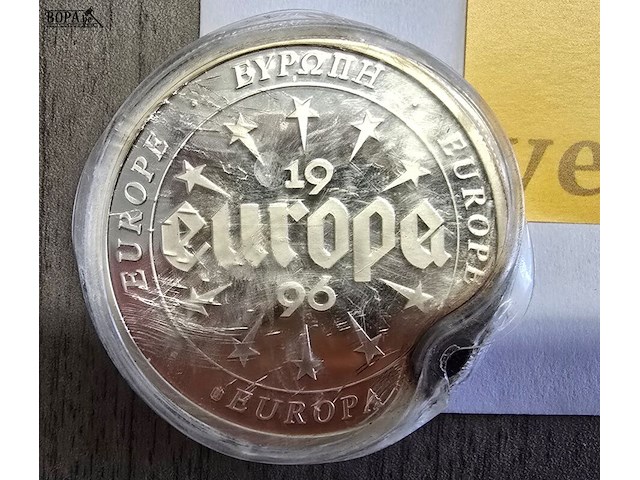 BOPA
ΕΥΡΩΠΗ
EUROPE
EUROPE
19
europa
96
EUROPA
ve